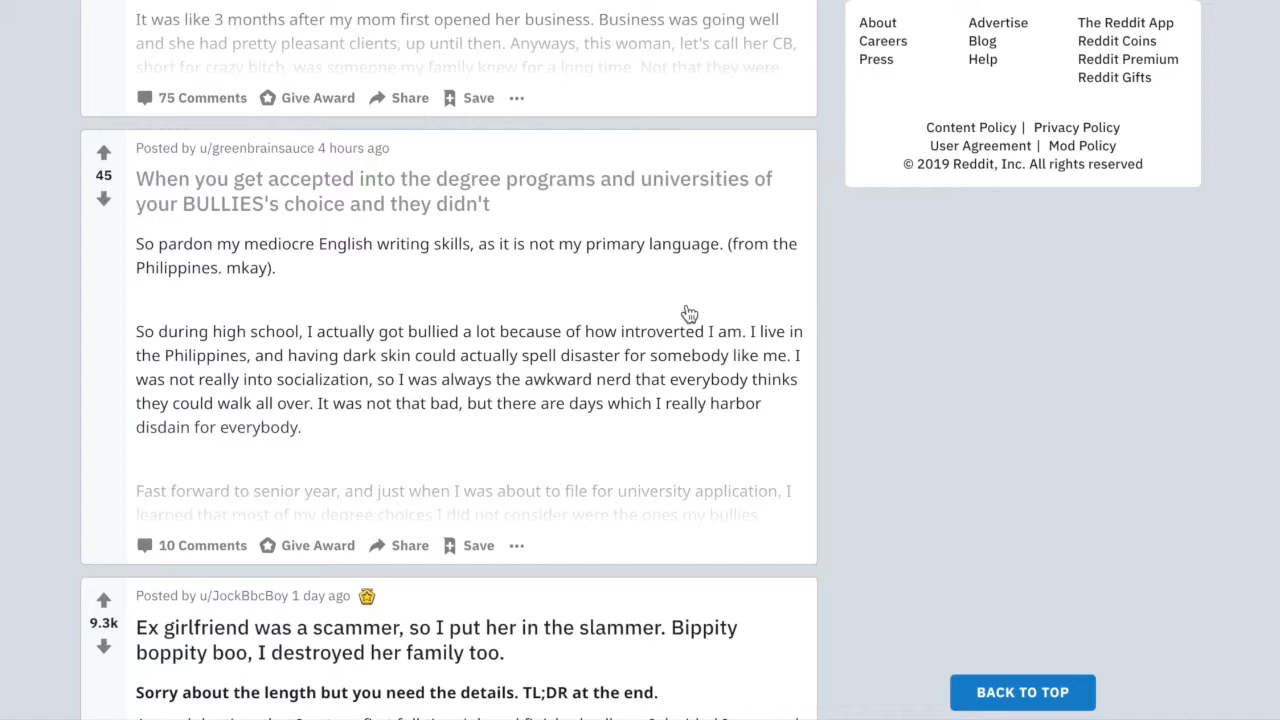 It was like 3 months after my mom first opened her business. Business was going well
and she had pretty pleasant clients, up until then. Anyways, this woman, let's call her CB,
short for crazy bitch, was someone my family knew for a long time. Not that they were
75 Comments Give Award Share Save
Posted by u/greenbrainsauce 4 hours ago
45
When you get accepted into the degree programs and universities of
your BULLIES's choice and they didn't
So pardon my mediocre English writing skills, as it is not my primary language. (from the
Philippines. mkay).
So during high school, I actually got bullied a lot because of how introverted I am. I live in
the Philippines, and having dark skin could actually spell disaster for somebody like me. I
was not really into socialization, so I was always the awkward nerd that everybody thinks
they could walk all over. It was not that bad, but there are days which I really harbor
disdain for everybody.
Fast forward to senior year, and just when I was about to file for university application, I
learned that most of my degree choices I did not consider were the ones my bullies
10 Comments Give Award Share Save
Posted by u/JockBbcBoy 1 day ago
9.3k
Ex girlfriend was a scammer, so I put her in the slammer. Bippity
boppity boo, I destroyed her family too.
Sorry about the length but you need the details. TL;DR at the end.
About Advertise The Reddit App
Careers Blog Reddit Coins
Press Help Reddit Premium
Reddit Gifts
Content Policy | Privacy Policy
User Agreement | Mod Policy
© 2019 Reddit, Inc. All rights reserved
BACK TO TOP